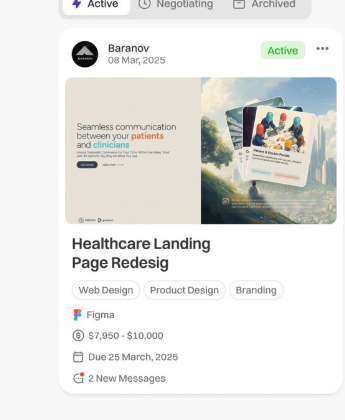 Active
Negotiating
Archived
Baranov
08 Mar, 2025
Active
Seamless communication
between your patients
and clinicians
Healthcare Landing
Page Redesig
Web Design
Product Design
Branding
Figma
$7,950 - $10,000
Due 25 March, 2025
2 New Messages